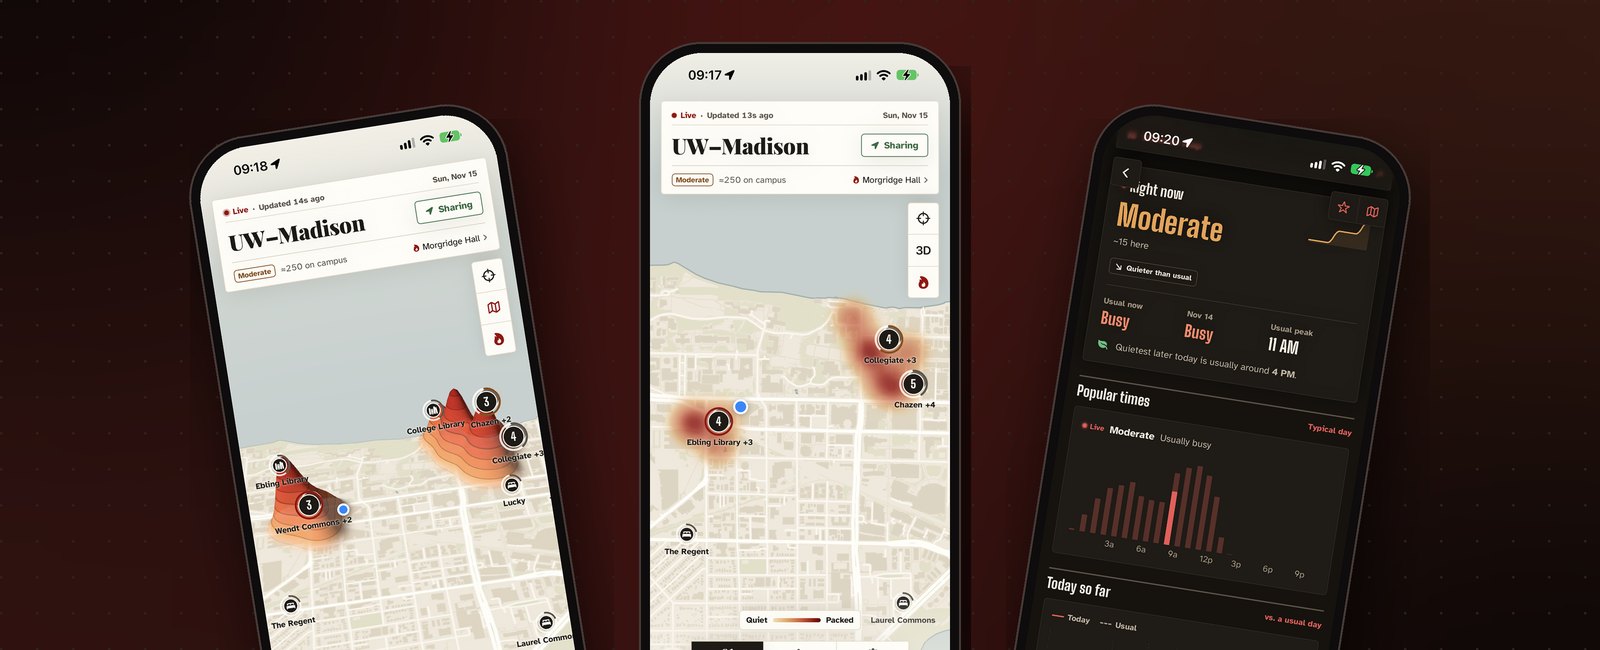 09:18
Live · Updated 14s ago
Sun, Nov 15
UW–Madison
Sharing
Moderate
≈250 on campus
Morgridge Hall
3
College Library
Chazen +2
4
Collegiate +3
Ebling Library
3
Wendt Commons +2
Lucky
The Regent
Laurel Commo
09:17
Live · Updated 13s ago
Sun, Nov 15
UW–Madison
Sharing
Moderate
≈250 on campus
Morgridge Hall
3D
4
Collegiate +3
5
Chazen +4
4
Ebling Library +3
The Regent
Quiet
Packed
Laurel Commons
09:20
Right now
Moderate
~15 here
Quieter than usual
Usual now
Nov 14
Usual peak
Busy
Busy
11 AM
Quietest later today is usually around 4 PM.
Popular times
Typical day
Live Moderate Usually busy
3a 6a 9a 12p 3p 6p 9p
Today so far
vs. a usual day
Today
Usual